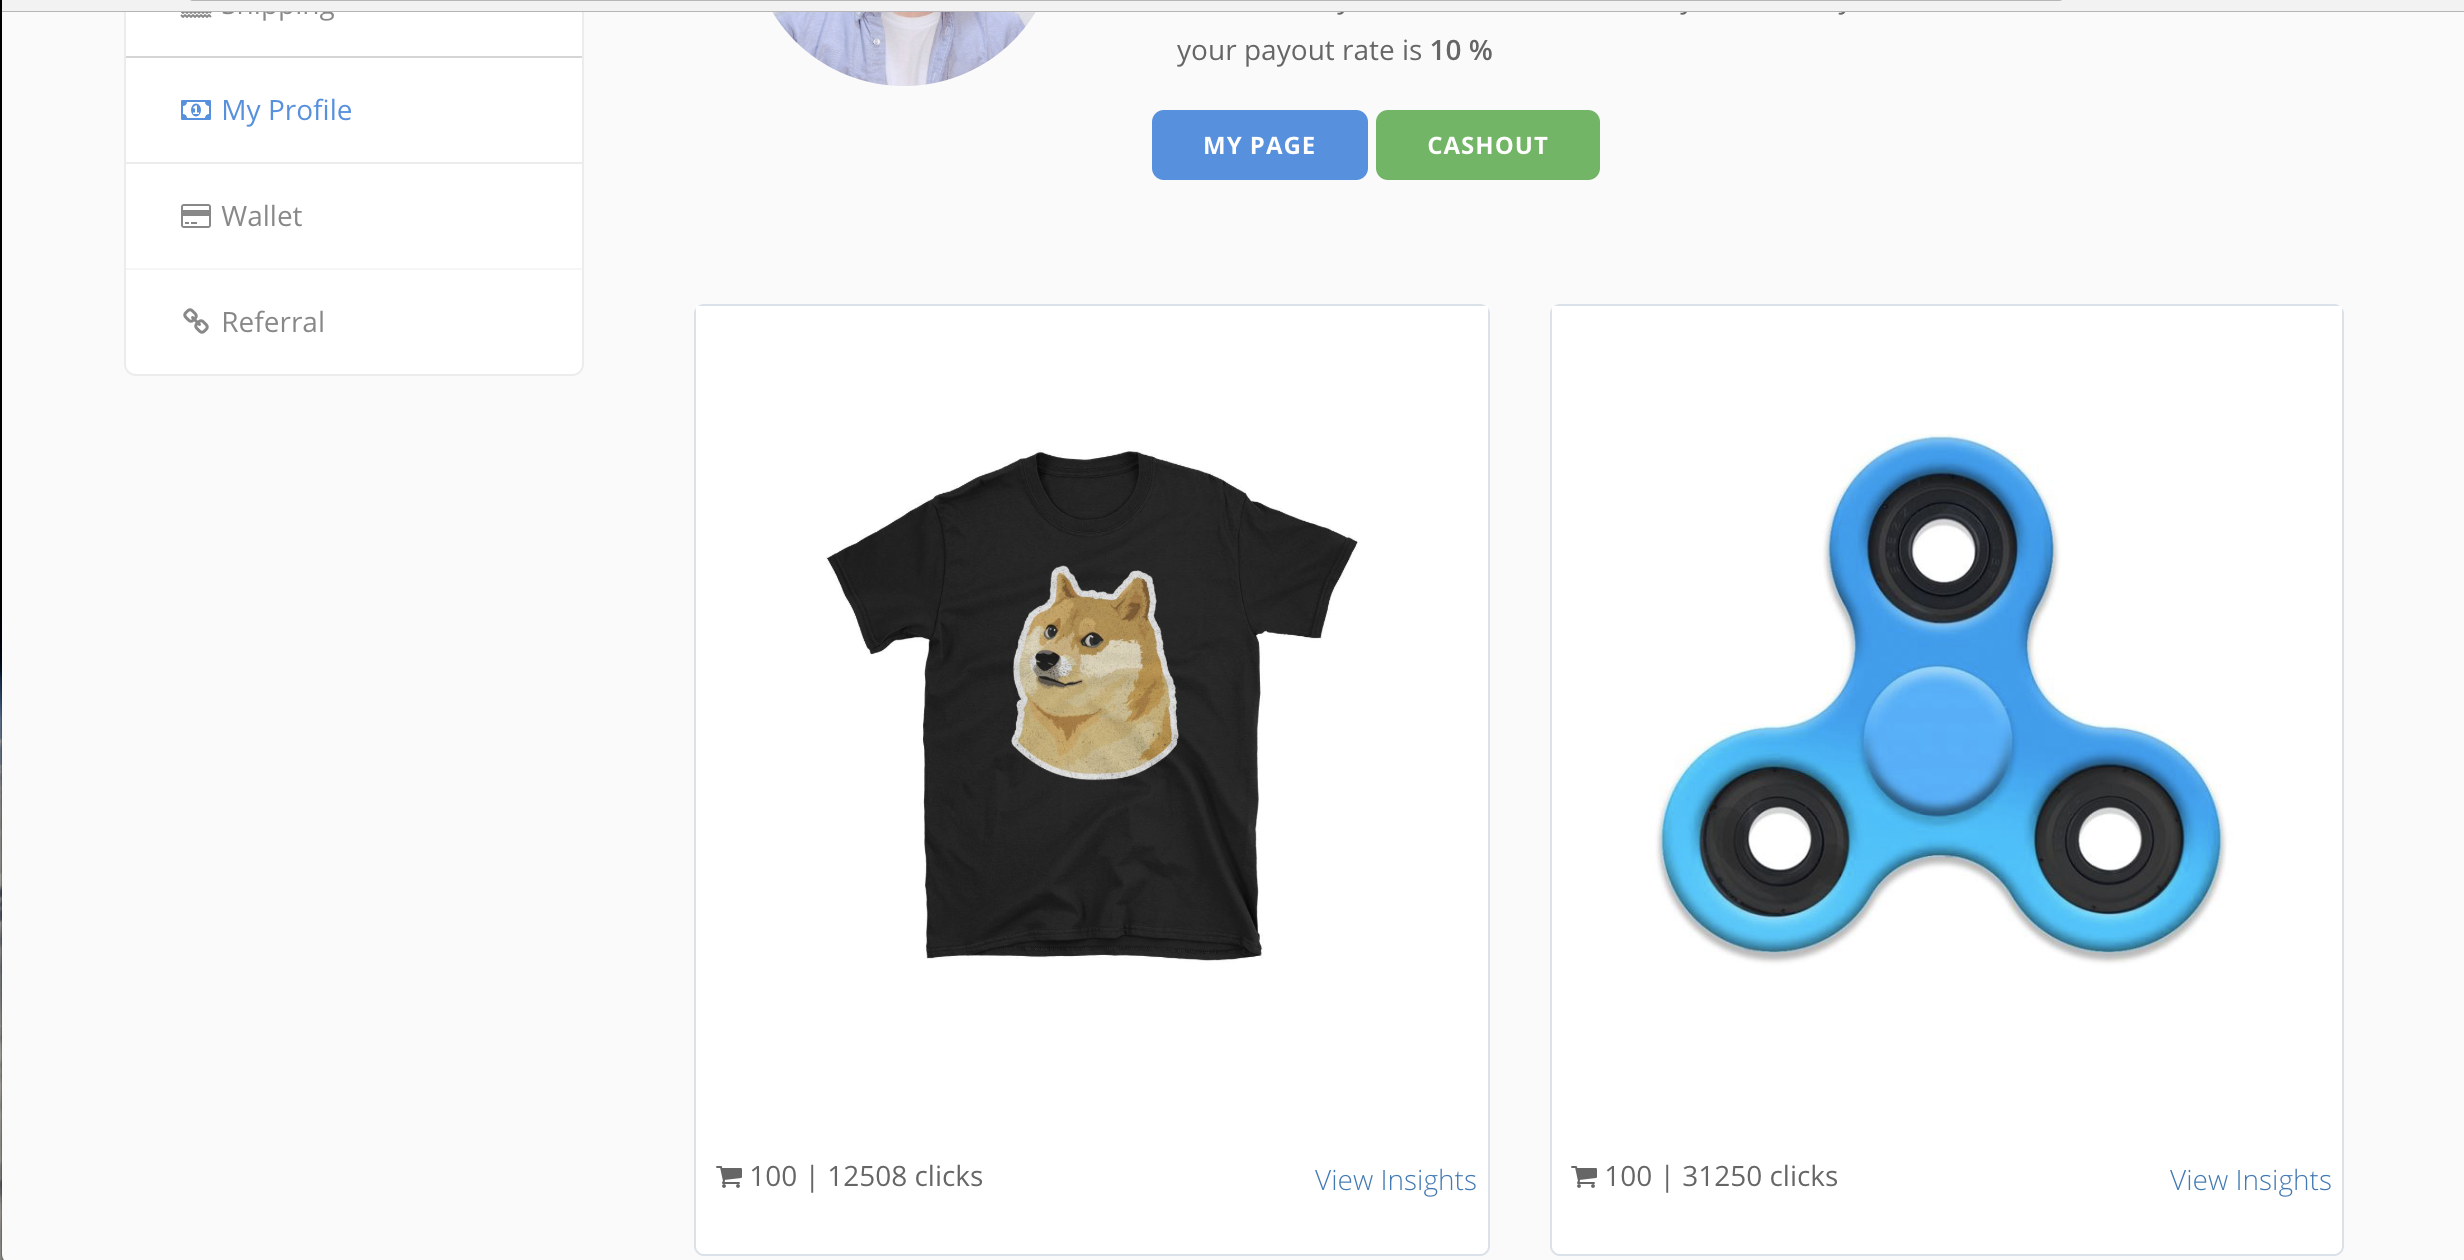 Shipping
My Profile
Wallet
Referral
your payout rate is 10 %
MY PAGE
CASHOUT
100 | 12508 clicks
View Insights
100 | 31250 clicks
View Insights